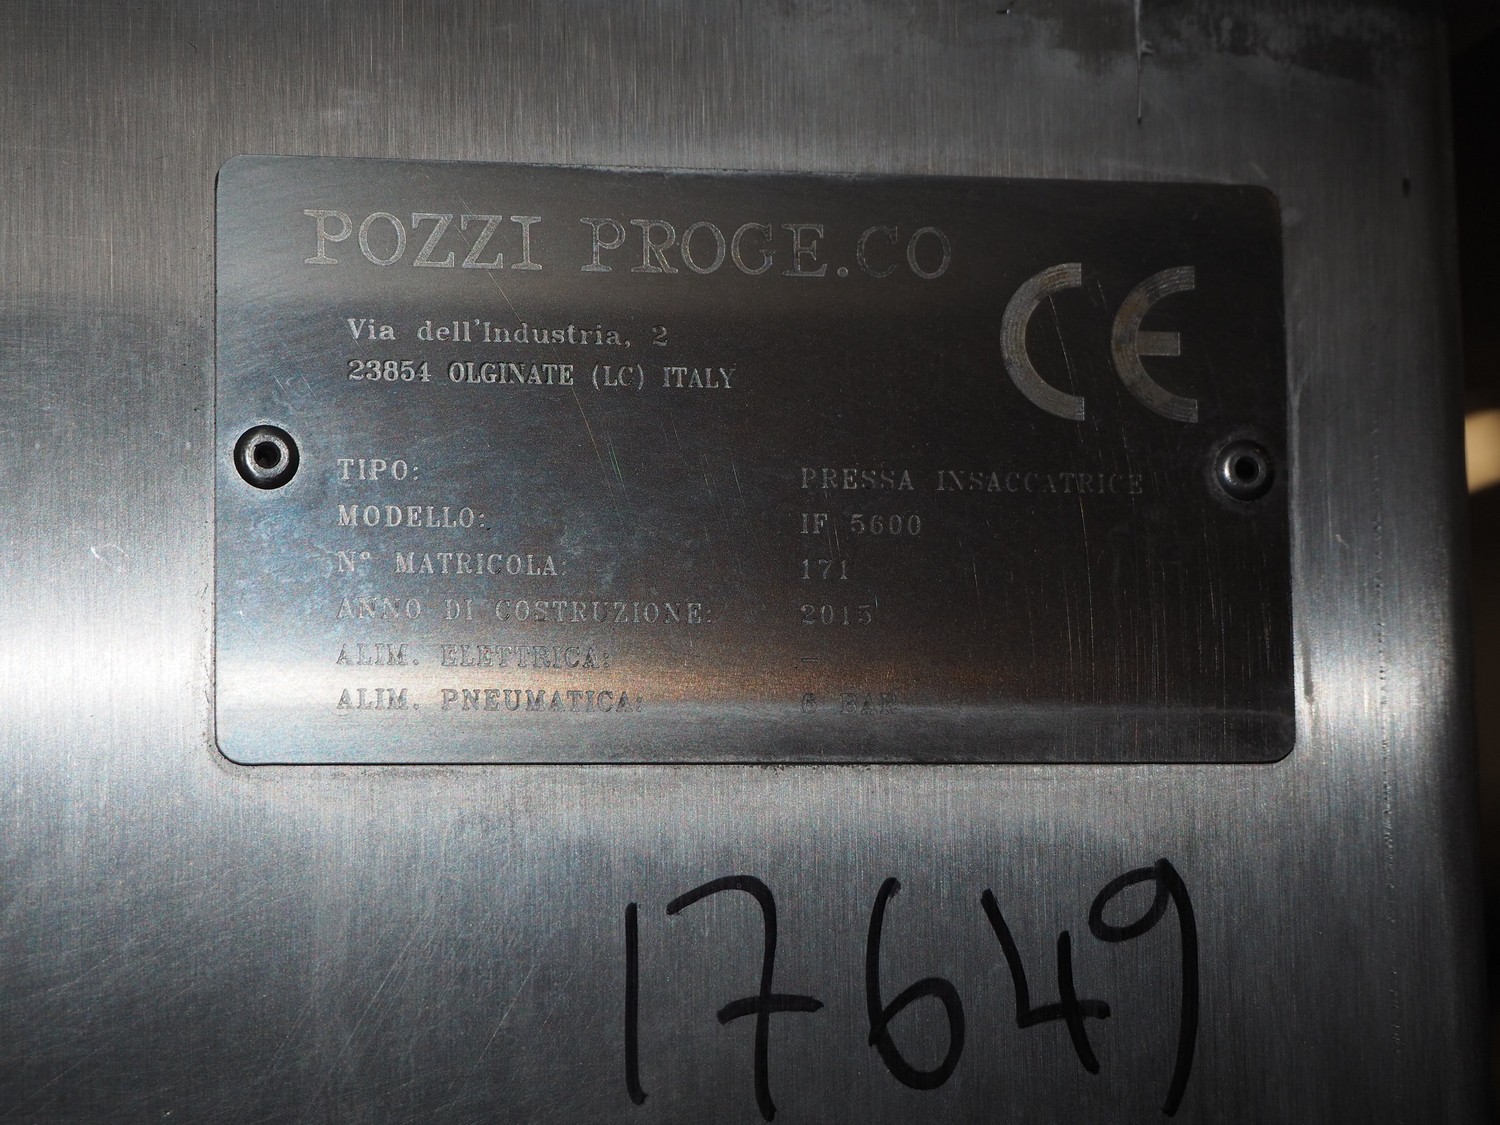 POZZI PROGE.CO
CE
Via dell'Industria, 2
23854 OLGINATE (LC) ITALY
TIPO: PRESSA INSACCATRICE
MODELLO: IF 5600
N° MATRICOLA: 171
ANNO DI COSTRUZIONE: 2015
ALIM. ELETTRICA: -
ALIM. PNEUMATICA: 6 BAR
17649